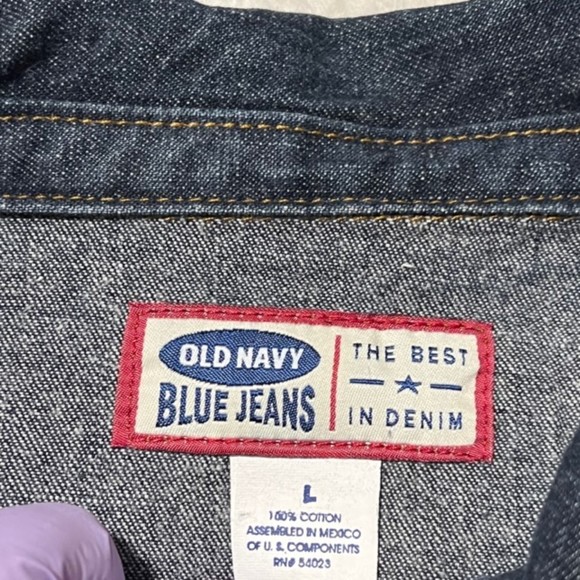 OLD NAVY
BLUE JEANS
THE BEST
IN DENIM
L
100% COTTON
ASSEMBLED IN MEXICO
OF U.S. COMPONENTS
RN# 54023